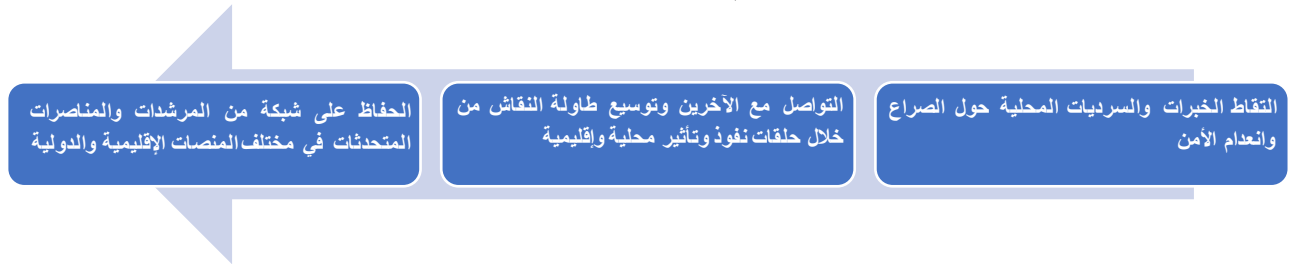 التقاط الخبرات والسرديات المحلية حول الصراع
وانعدام الأمن
التواصل مع الآخرين وتوسيع طاولة النقاش من
خلال حلقات نفوذ وتأثير محلية وإقليمية
الحفاظ على شبكة من المرشدات والمناصرات
المتحدثات في مختلف المنصات الإقليمية والدولية